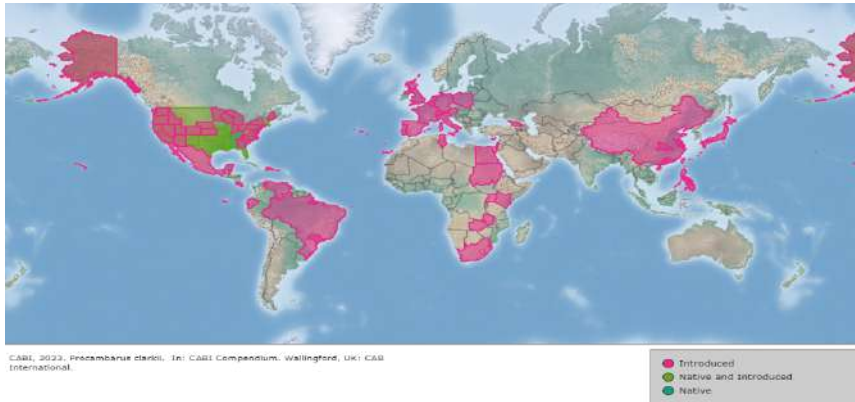 CABI, 2023. Procambarus clarkii. In: CABI Compendium. Wallingford, UK: CAB
International.
Introduced
Native and Introduced
Native